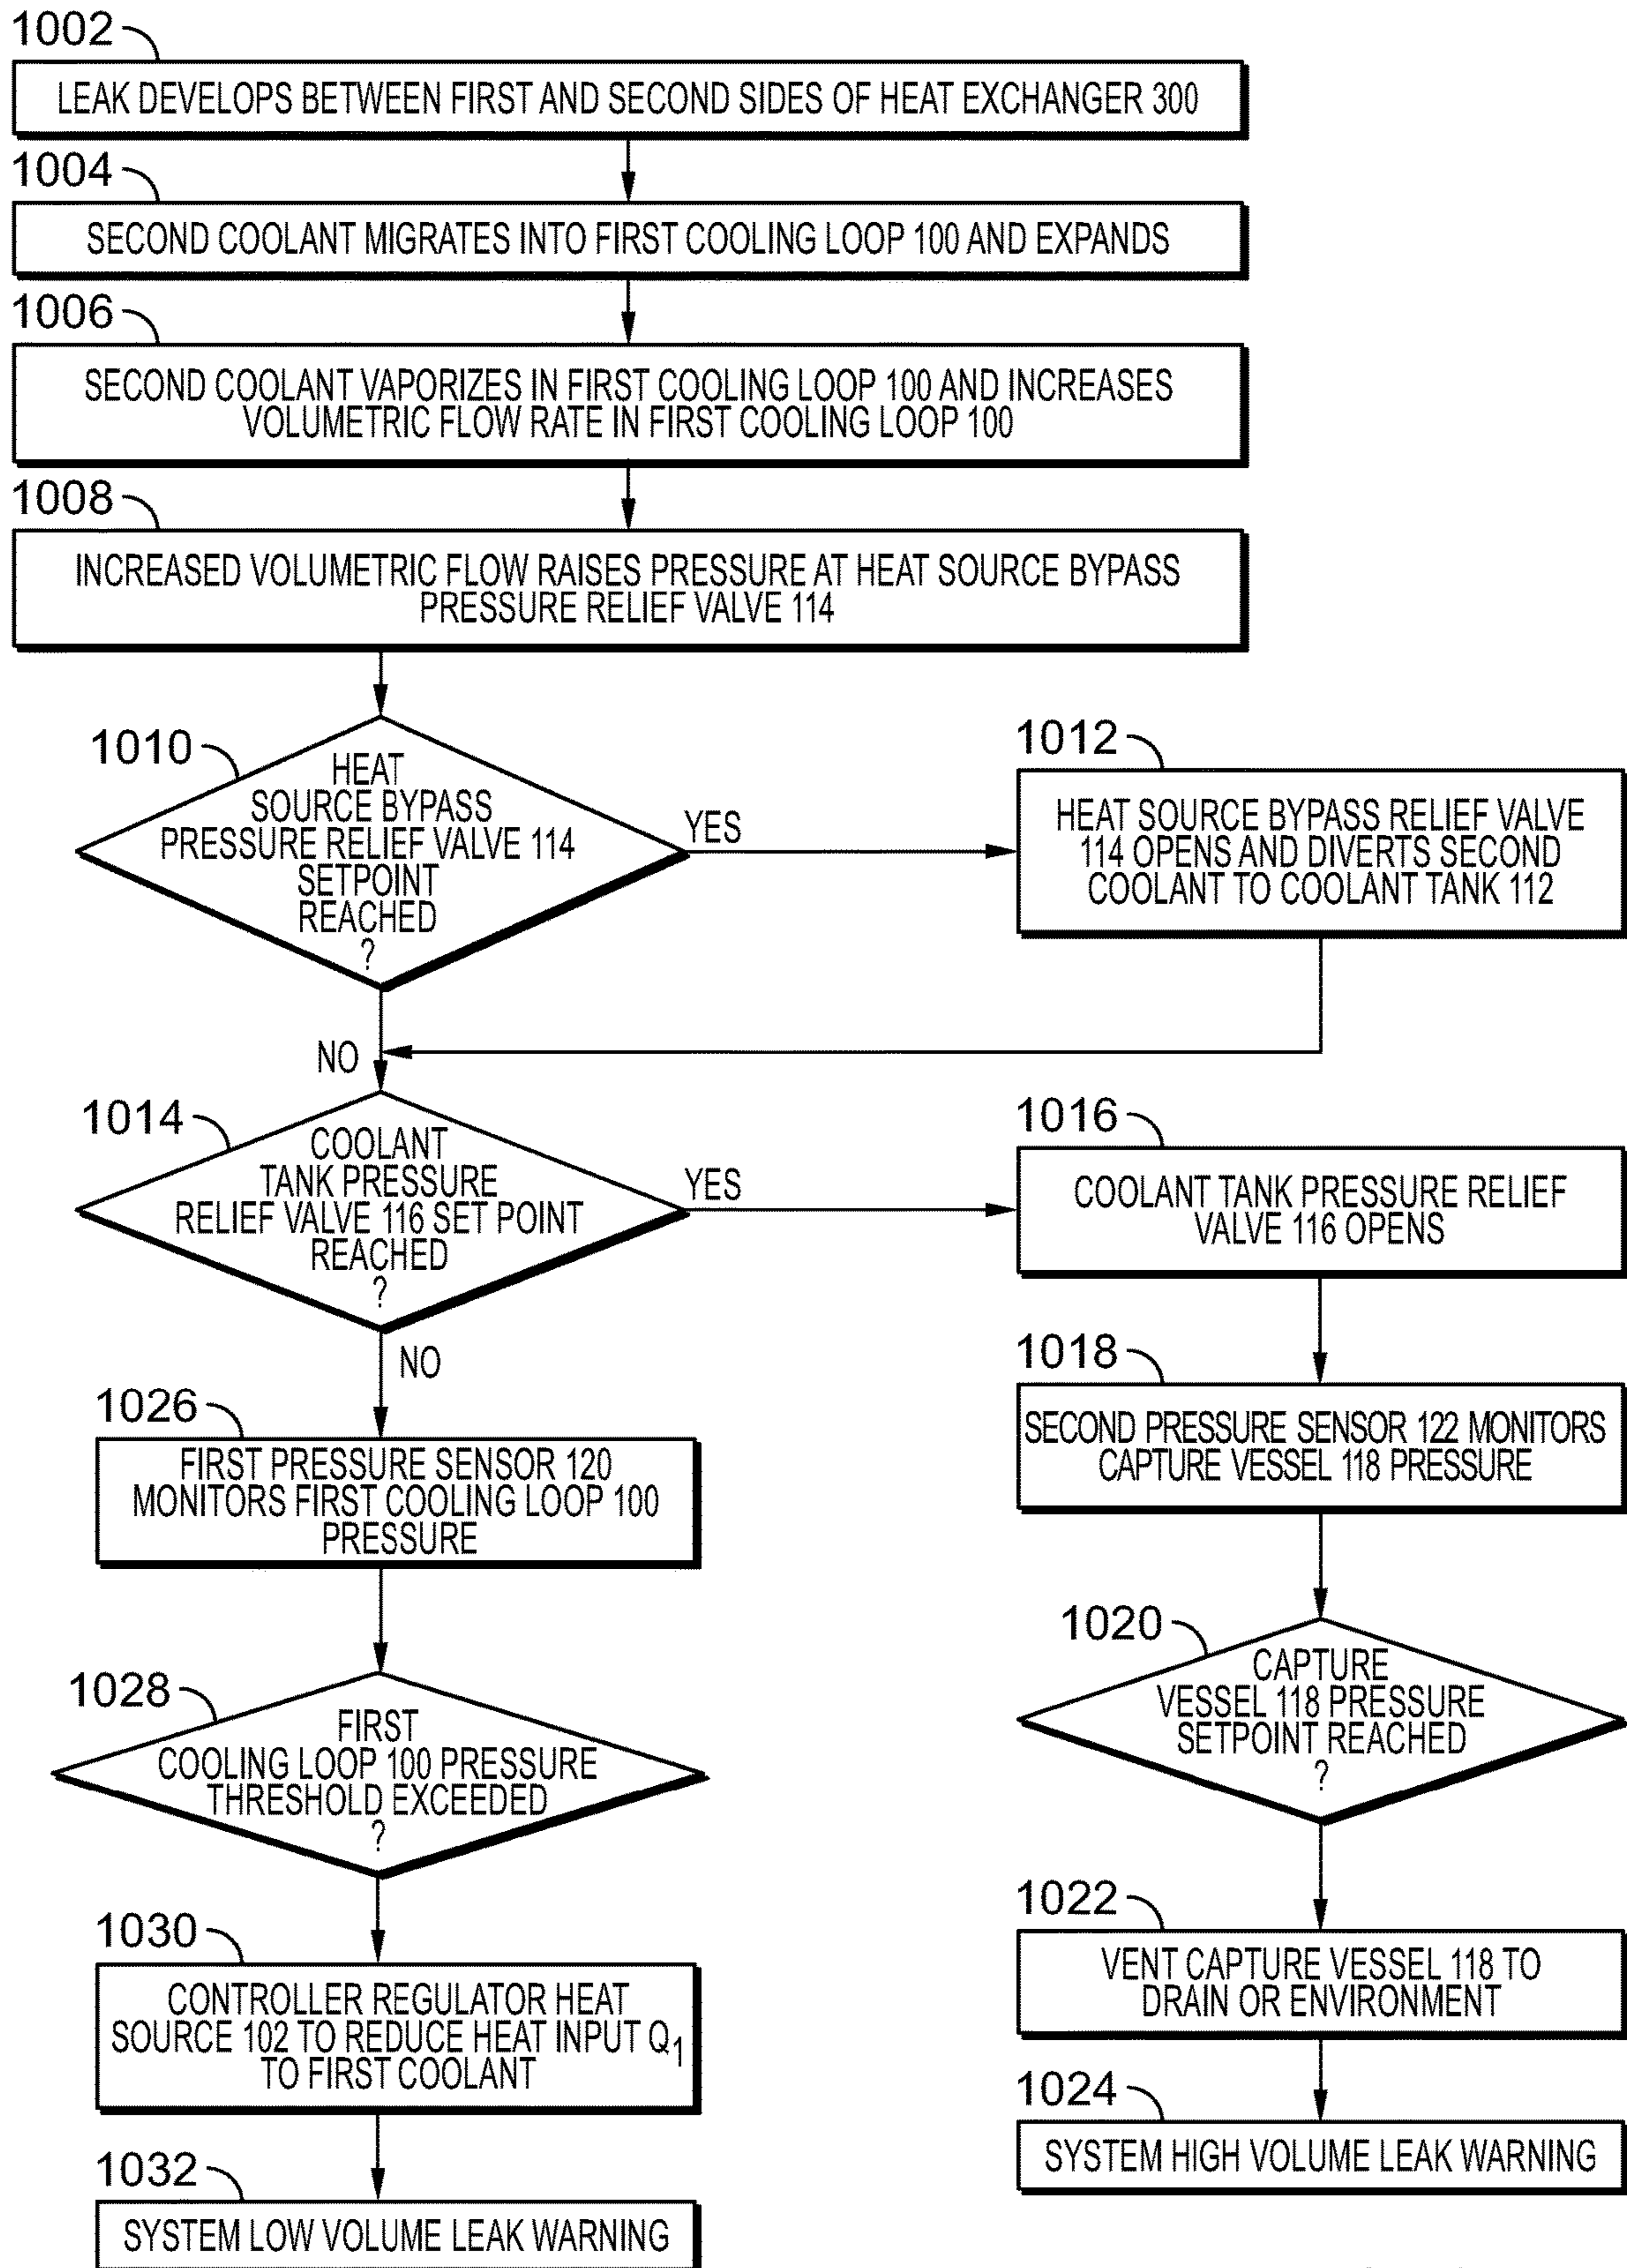 1002
LEAK DEVELOPS BETWEEN FIRST AND SECOND SIDES OF HEAT EXCHANGER 300
1004
SECOND COOLANT MIGRATES INTO FIRST COOLING LOOP 100 AND EXPANDS
1006
SECOND COOLANT VAPORIZES IN FIRST COOLING LOOP 100 AND INCREASES
VOLUMETRIC FLOW RATE IN FIRST COOLING LOOP 100
1008
INCREASED VOLUMETRIC FLOW RAISES PRESSURE AT HEAT SOURCE BYPASS
PRESSURE RELIEF VALVE 114
1010
HEAT
SOURCE BYPASS
PRESSURE RELIEF VALVE 114
SETPOINT
REACHED
?
YES
1012
HEAT SOURCE BYPASS RELIEF VALVE
114 OPENS AND DIVERTS SECOND
COOLANT TO COOLANT TANK 112
NO
1014
COOLANT
TANK PRESSURE
RELIEF VALVE 116 SET POINT
REACHED
?
YES
1016
COOLANT TANK PRESSURE RELIEF
VALVE 116 OPENS
NO
1018
SECOND PRESSURE SENSOR 122 MONITORS
CAPTURE VESSEL 118 PRESSURE
1026
FIRST PRESSURE SENSOR 120
MONITORS FIRST COOLING LOOP 100
PRESSURE
1020
CAPTURE
VESSEL 118 PRESSURE
SETPOINT REACHED
?
1028
FIRST
COOLING LOOP 100 PRESSURE
THRESHOLD EXCEEDED
?
1022
VENT CAPTURE VESSEL 118 TO
DRAIN OR ENVIRONMENT
1030
CONTROLLER REGULATOR HEAT
SOURCE 102 TO REDUCE HEAT INPUT Q1
TO FIRST COOLANT
1024
SYSTEM HIGH VOLUME LEAK WARNING
1032
SYSTEM LOW VOLUME LEAK WARNING